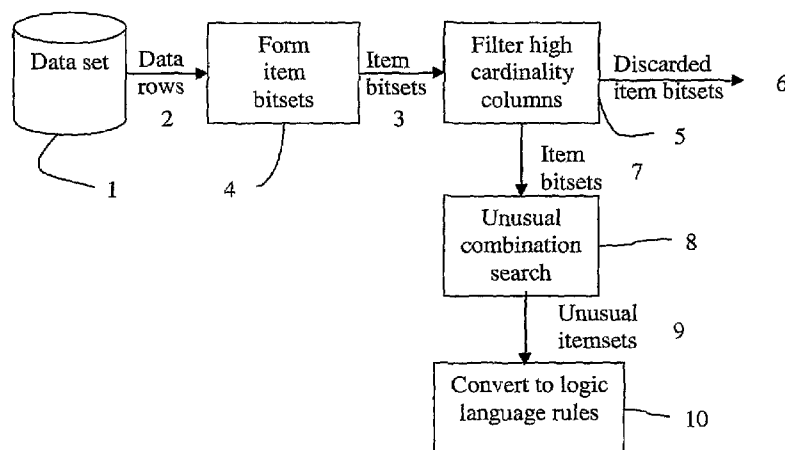 Data set
Data
rows
2
Form
item
bitsets
Item
bitsets
3
Filter high
cardinality
columns
Discarded
item bitsets
6
1
4
5
Item
bitsets
7
Unusual
combination
search
8
Unusual
itemsets
9
Convert to logic
language rules
10